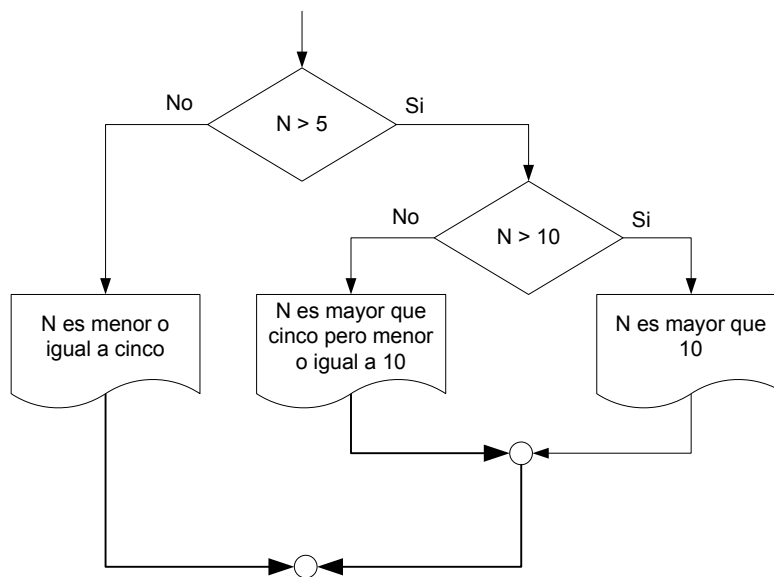 No
Si
N > 5
No
Si
N > 10
N es menor o
igual a cinco
N es mayor que
cinco pero menor
o igual a 10
N es mayor que
10